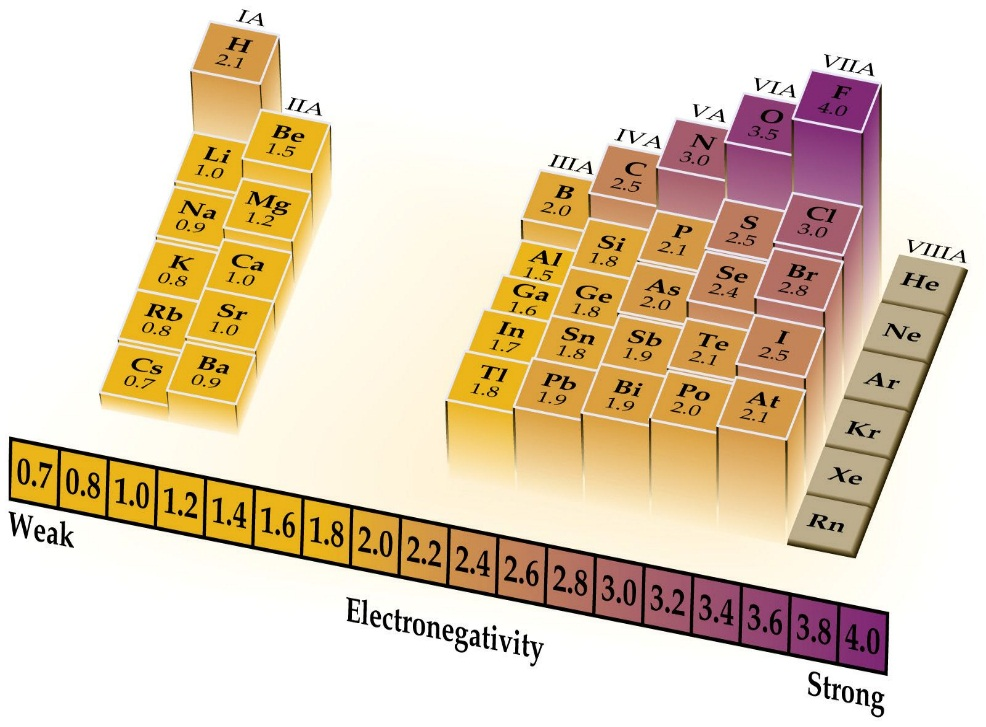 IA
H
2.1
IIA
Be
1.5
Li
1.0
Mg
1.2
Na
0.9
Ca
1.0
K
0.8
Sr
1.0
Rb
0.8
Ba
0.9
Cs
0.7
IIIA
B
2.0
IVA
C
2.5
VA
N
3.0
VIA
O
3.5
VIIA
F
4.0
Al
1.5
Si
1.8
P
2.1
S
2.5
Cl
3.0
Ga
1.6
Ge
1.8
As
2.0
Se
2.4
Br
2.8
In
1.7
Sn
1.8
Sb
1.9
Te
2.1
I
2.5
Tl
1.8
Pb
1.9
Bi
1.9
Po
2.0
At
2.1
VIIIA
He
Ne
Ar
Kr
Xe
Rn
0.7 0.8 1.0 1.2 1.4 1.6 1.8 2.0 2.2 2.4 2.6 2.8 3.0 3.2 3.4 3.6 3.8 4.0
Weak
Electronegativity
Strong